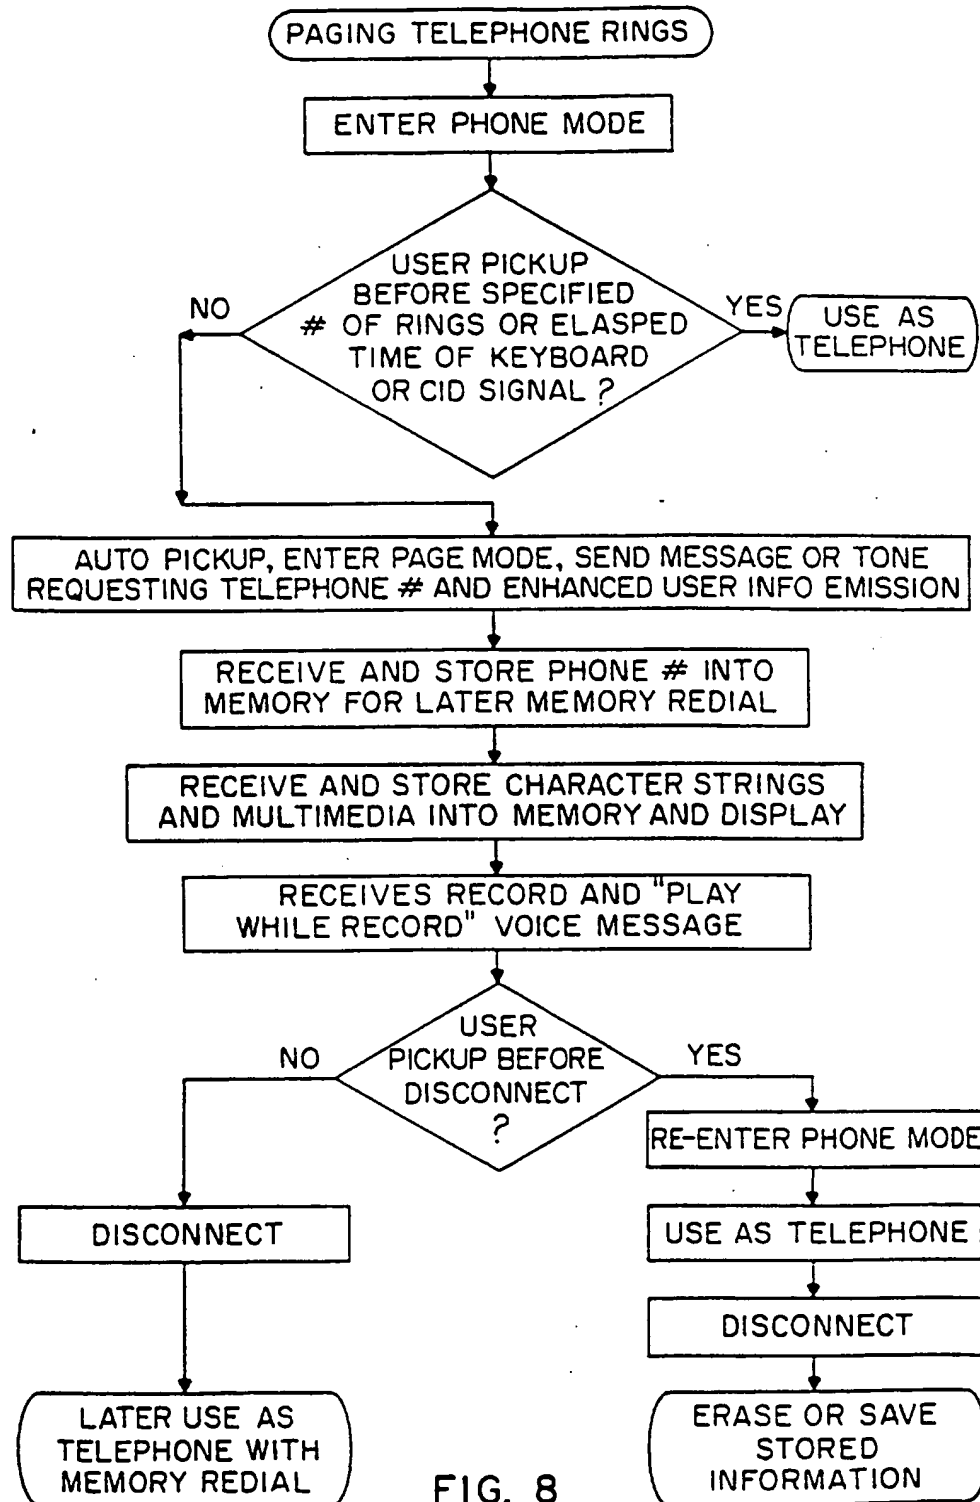 PAGING TELEPHONE RINGS
ENTER PHONE MODE
USER PICKUP
BEFORE SPECIFIED
# OF RINGS OR ELASPED
TIME OF KEYBOARD
OR CID SIGNAL ?
NO
YES
USE AS
TELEPHONE
AUTO PICKUP, ENTER PAGE MODE, SEND MESSAGE OR TONE
REQUESTING TELEPHONE # AND ENHANCED USER INFO EMISSION
RECEIVE AND STORE PHONE # INTO
MEMORY FOR LATER MEMORY REDIAL
RECEIVE AND STORE CHARACTER STRINGS
AND MULTIMEDIA INTO MEMORY AND DISPLAY
RECEIVES RECORD AND "PLAY
WHILE RECORD" VOICE MESSAGE
USER
PICKUP BEFORE
DISCONNECT
?
NO
YES
DISCONNECT
LATER USE AS
TELEPHONE WITH
MEMORY REDIAL
RE-ENTER PHONE MODE
USE AS TELEPHONE
DISCONNECT
ERASE OR SAVE
STORED
INFORMATION
FIG. 8